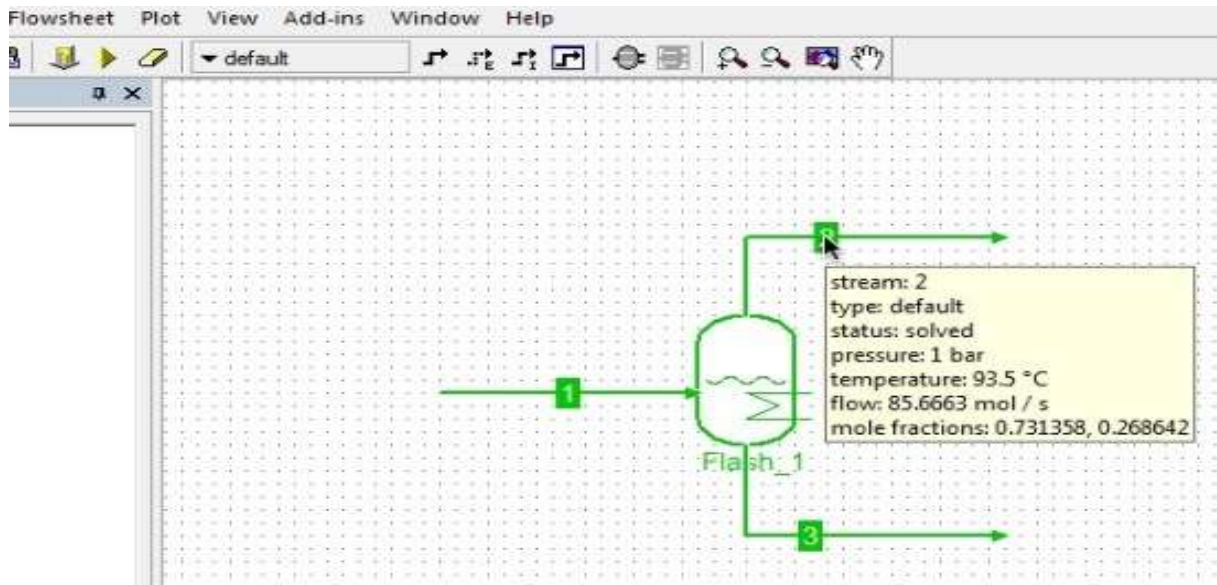 Flowsheet Plot View Add-ins Window Help
default
E
I
1
2
stream: 2
type: default
status: solved
pressure: 1 bar
temperature: 93.5 °C
flow: 85.6663 mol / s
mole fractions: 0.731358, 0.268642
Flash_1
3